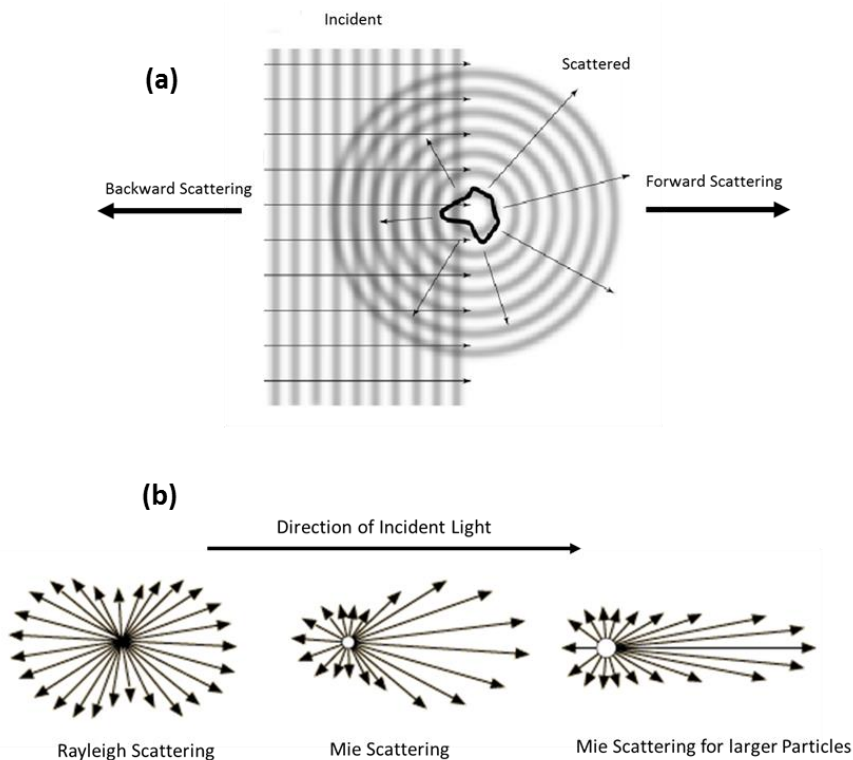 Incident
(a)
Scattered
Backward Scattering
Forward Scattering
(b)
Direction of Incident Light
Rayleigh Scattering
Mie Scattering
Mie Scattering for larger Particles